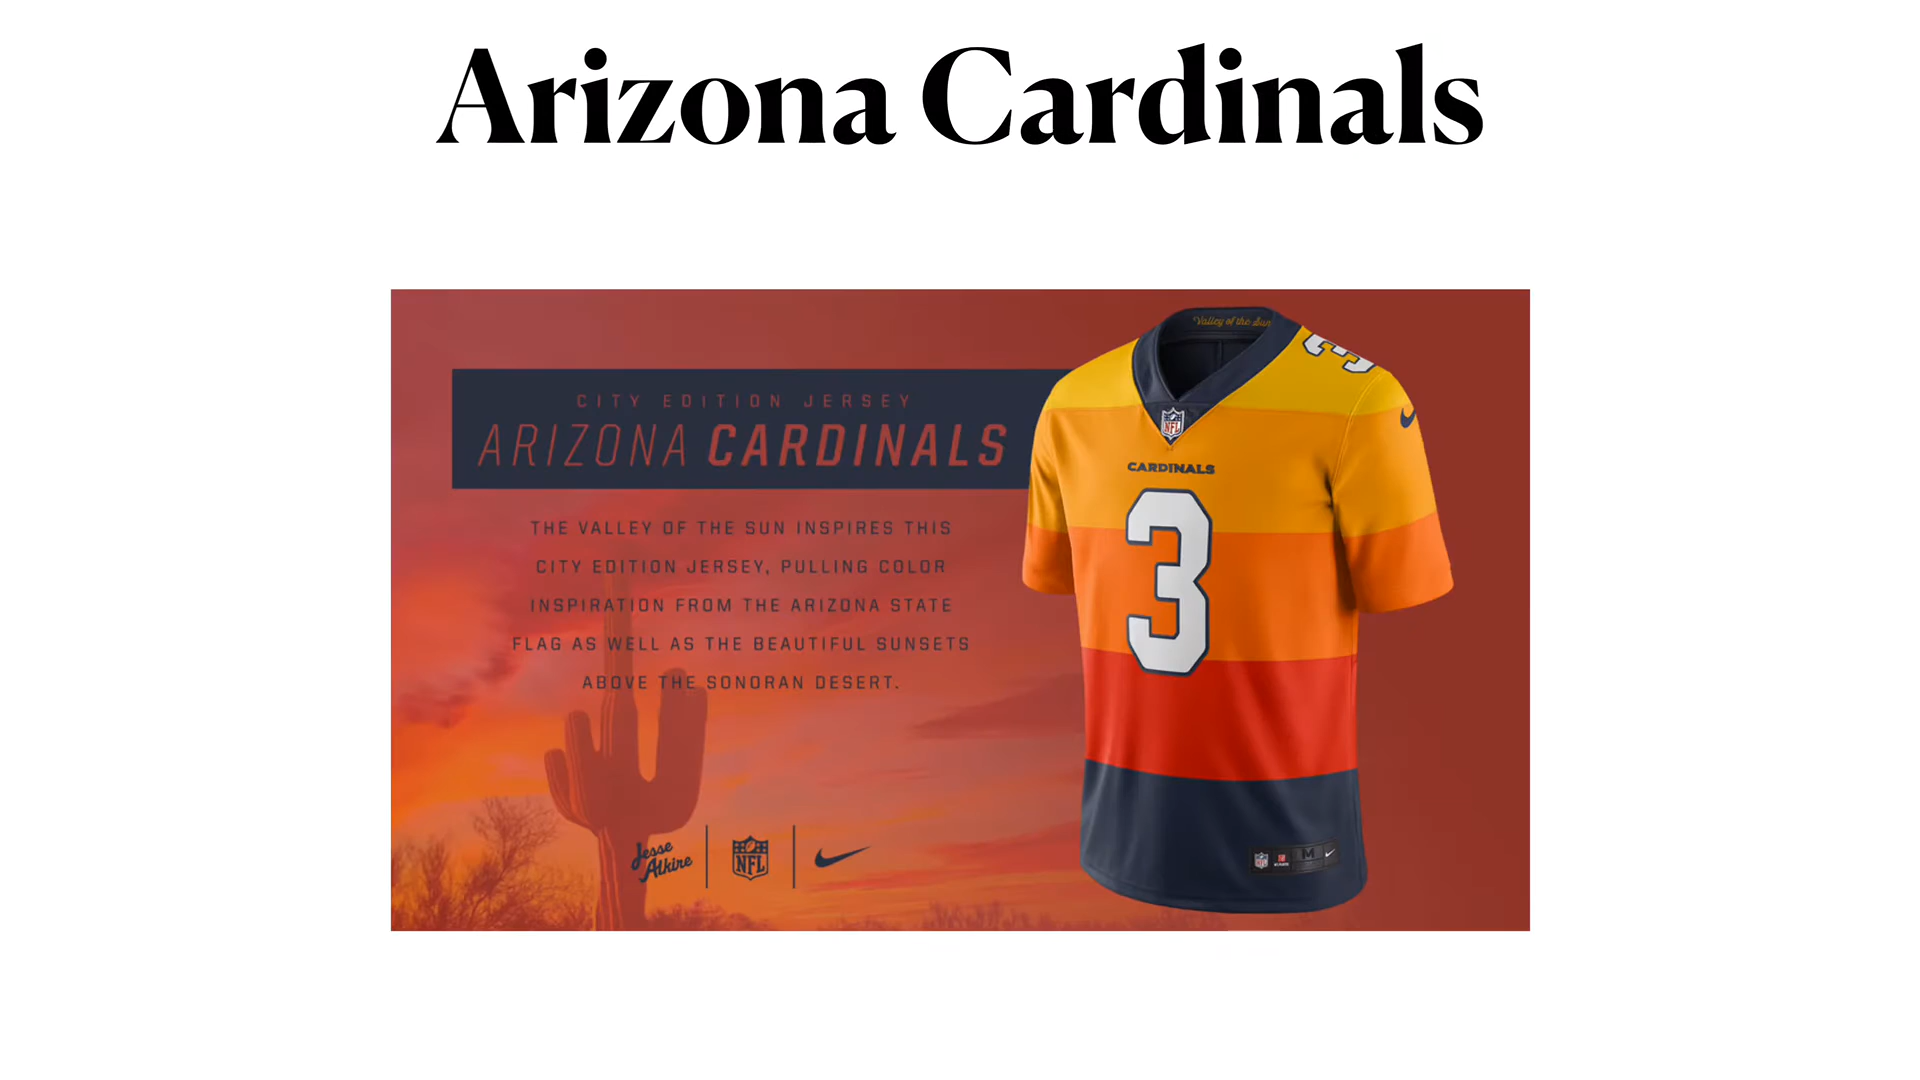 Arizona Cardinals
CITY EDITION JERSEY
ARIZONA CARDINALS
THE VALLEY OF THE SUN INSPIRES THIS
CITY EDITION JERSEY, PULLING COLOR
INSPIRATION FROM THE ARIZONA STATE
FLAG AS WELL AS THE BEAUTIFUL SUNSETS
ABOVE THE SONORAN DESERT.
Jesse
Alkire
NFL
Valley of the Sun
3
NFL
CARDINALS
3
M